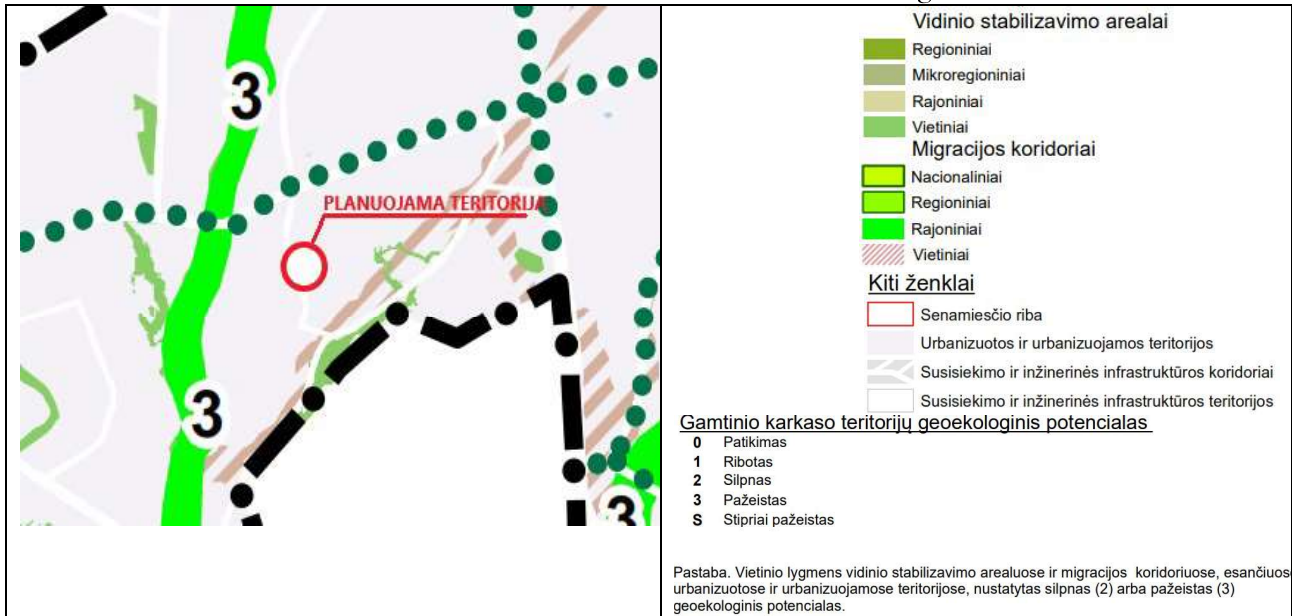 3
PLANUOJAMA TERITORIJA
3
3
Vidinio stabilizavimo arealai
Regioniniai
Mikroregioniniai
Rajoniniai
Vietiniai
Migracijos koridoriai
Nacionaliniai
Regioniniai
Rajoniniai
Vietiniai
Kiti ženklai
Senamiesčio riba
Urbanizuotos ir urbanizuojamos teritorijos
Susisiekimo ir inžinerinės infrastruktūros koridoriai
Susisiekimo ir inžinerinės infrastruktūros teritorijos
Gamtinio karkaso teritorijų geoekologinis potencialas
0 Patikimas
1 Ribotas
2 Silpnas
3 Pažeistas
S Stipriai pažeistas
Pastaba. Vietinio lygmens vidinio stabilizavimo arealuose ir migracijos koridoriuose, esančiuose
urbanizuotose ir urbanizuojamose teritorijose, nustatytas silpnas (2) arba pažeistas (3)
geoekologinis potencialas.